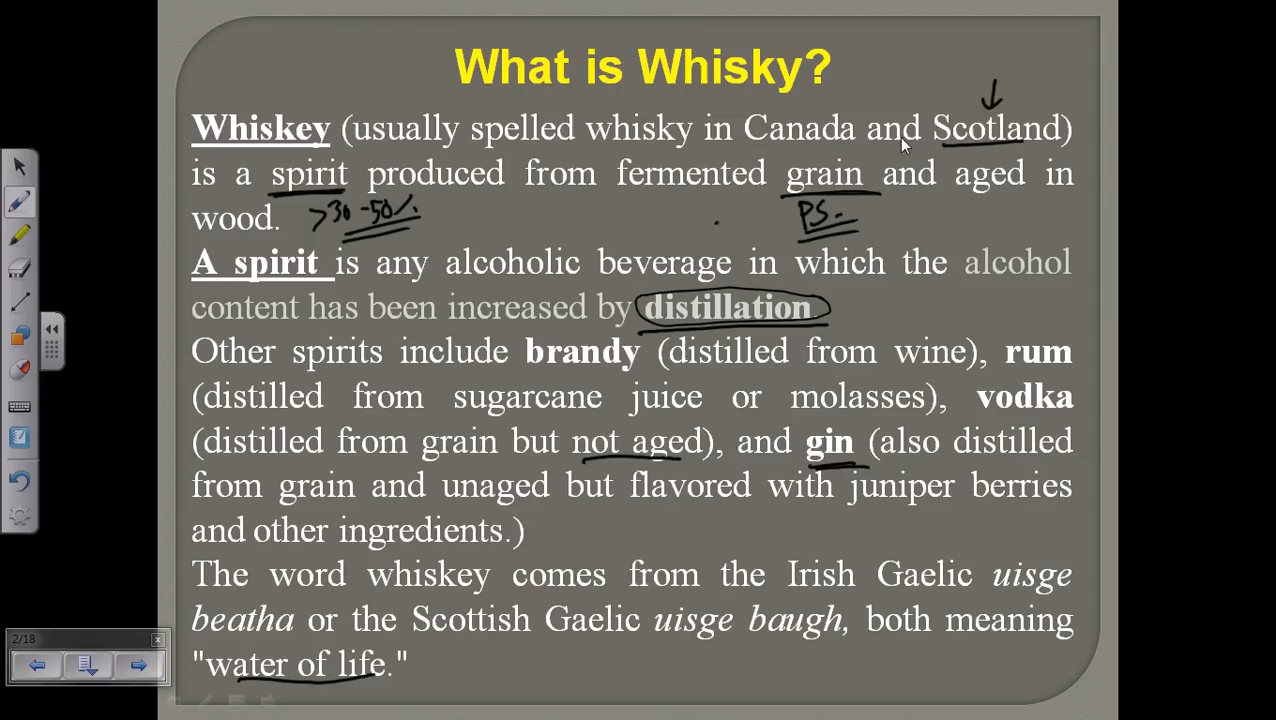 What is Whisky?
Whiskey (usually spelled whisky in Canada and Scotland)
is a spirit produced from fermented grain and aged in
wood. >30-50%. PS.
A spirit is any alcoholic beverage in which the alcohol
content has been increased by distillation.
Other spirits include brandy (distilled from wine), rum
(distilled from sugarcane juice or molasses), vodka
(distilled from grain but not aged), and gin (also distilled
from grain and unaged but flavored with juniper berries
and other ingredients.)
The word whiskey comes from the Irish Gaelic uisge
beatha or the Scottish Gaelic uisge baugh, both meaning
"water of life."
2/18